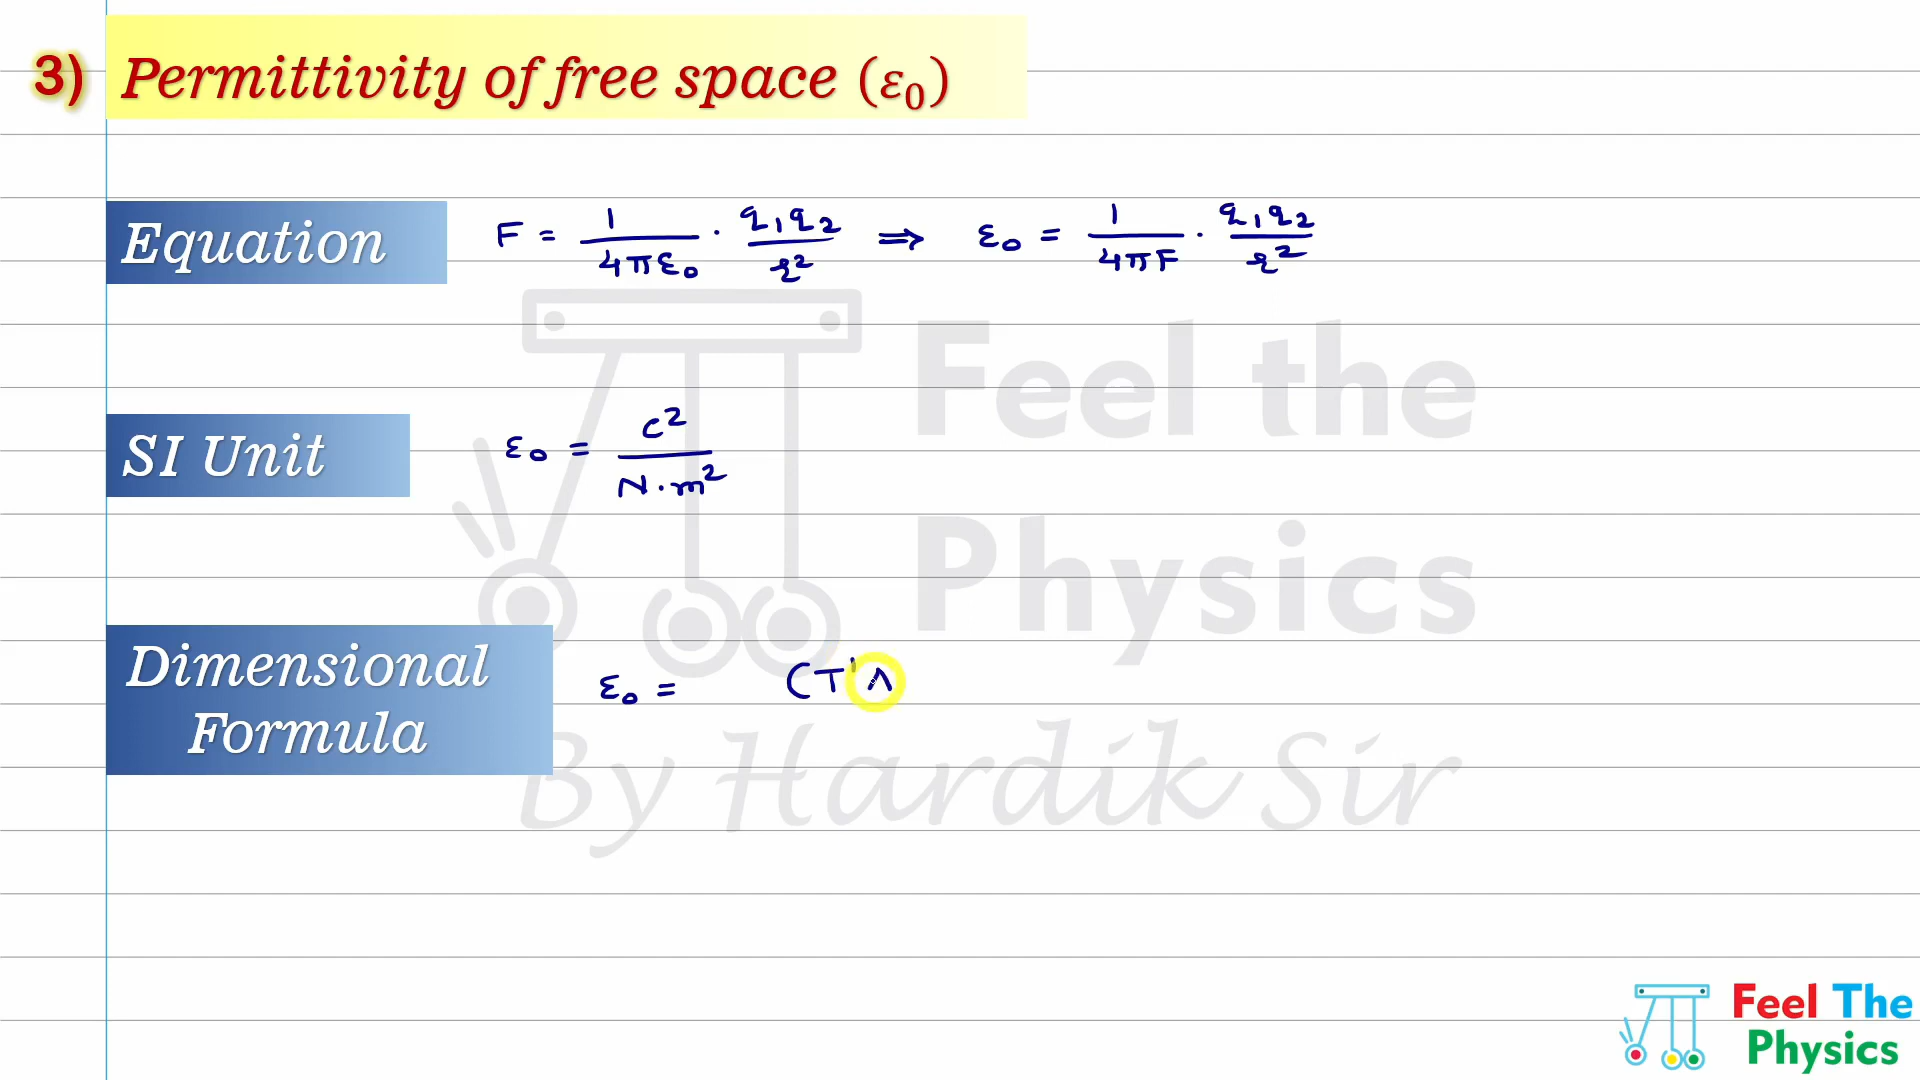 3) Permittivity of free space (ε₀)
Equation F = 1/4πε₀ · q₁q₂/r² ⇒ ε₀ = 1/4πF · q₁q₂/r²
Feel the
SI Unit ε₀ = C²/N·m²
Physics
Dimensional
Formula
ε₀ = (T¹
By Hardik Sir
Feel The
Physics